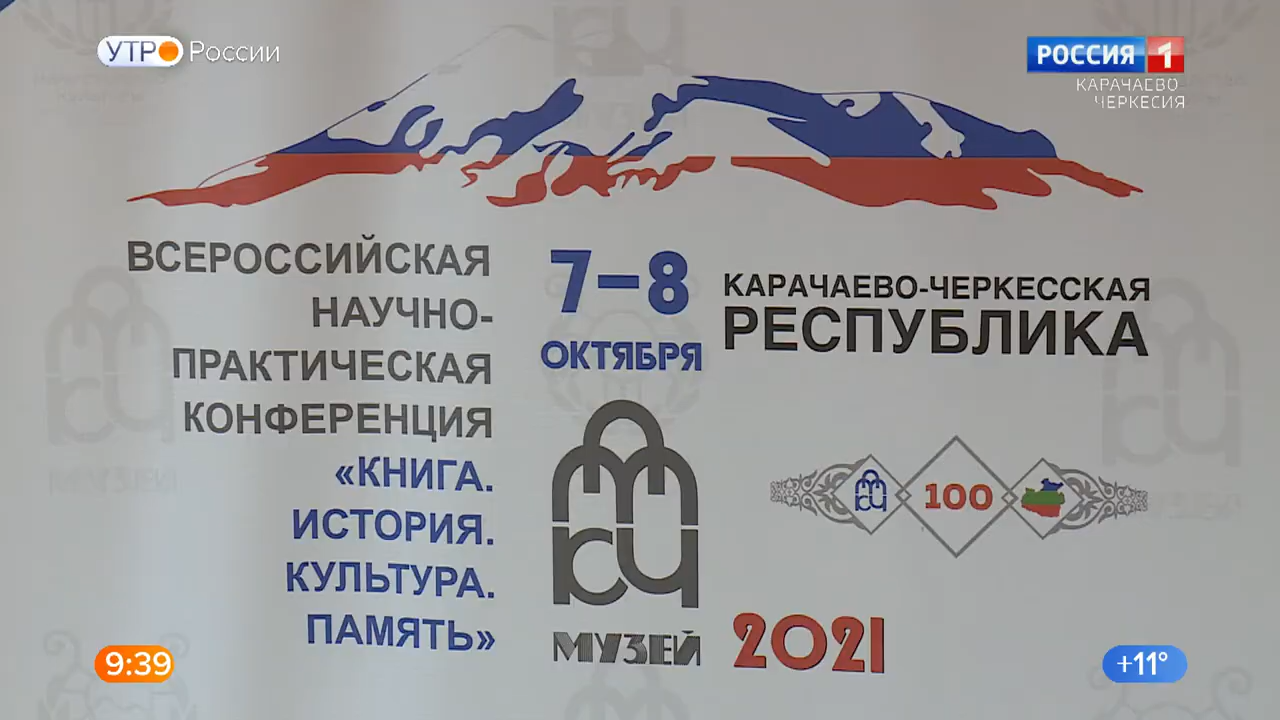 УТРО России
РОССИЯ 1
КАРАЧАЕВО-
ЧЕРКЕСИЯ
ВСЕРОССИЙСКАЯ
НАУЧНО-
ПРАКТИЧЕСКАЯ
КОНФЕРЕНЦИЯ
«КНИГА.
ИСТОРИЯ.
КУЛЬТУРА.
ПАМЯТЬ»
7–8
ОКТЯБРЯ
КАРАЧАЕВО-ЧЕРКЕССКАЯ
РЕСПУБЛИКА
100
МУЗЕЙ
2021
9:39
+11°